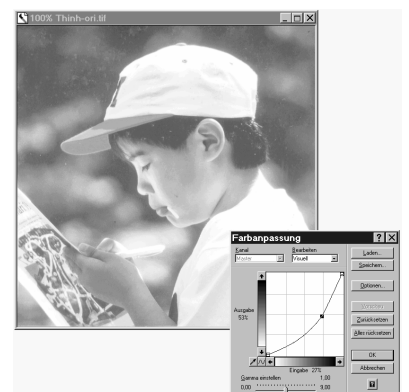 100% Thinh-ori.tif
Farbanpassung
Kanal
Bearbeiten
Master
Visuell
Laden...
Speichern...
Optionen...
Ausgabe
53%
Zurücksetzen
Alles rücksetzen
Eingabe 27%
OK
Gamma einstellen 1,00
Abbrechen
0,00 9,00